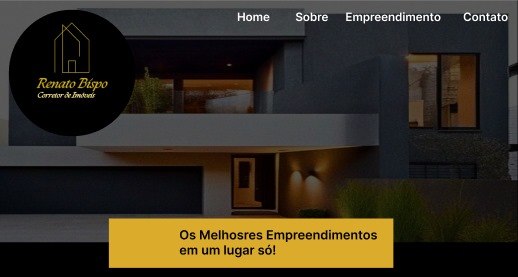 Home Sobre Empreendimento Contato
Renato Bispo
Corretor de Imóveis
Os Melhosres Empreendimentos
em um lugar só!